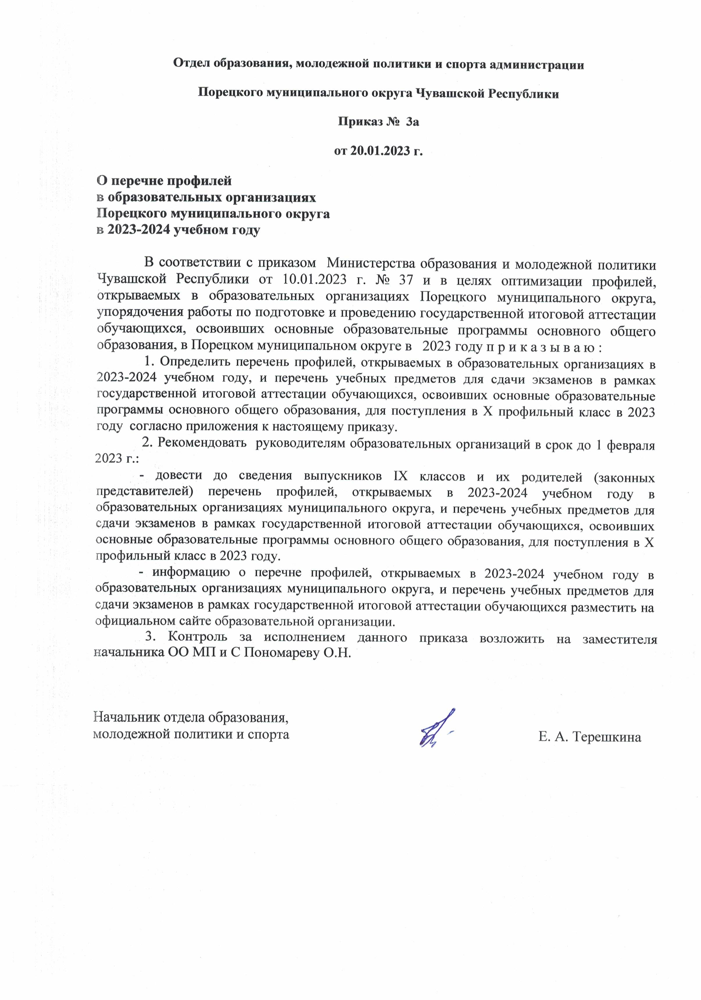 Отдел образования, молодежной политики и спорта администрации
Порецкого муниципального округа Чувашской Республики
Приказ № 3а
от 20.01.2023 г.
О перечне профилей
в образовательных организациях
Порецкого муниципального округа
в 2023-2024 учебном году
В соответствии с приказом Министерства образования и молодежной политики
Чувашской Республики от 10.01.2023 г. № 37 и в целях оптимизации профилей,
открываемых в образовательных организациях Порецкого муниципального округа,
упорядочения работы по подготовке и проведению государственной итоговой аттестации
обучающихся, освоивших основные образовательные программы основного общего
образования, в Порецком муниципальном округе в 2023 году п р и к а з ы в а ю :
1. Определить перечень профилей, открываемых в образовательных организациях в
2023-2024 учебном году, и перечень учебных предметов для сдачи экзаменов в рамках
государственной итоговой аттестации обучающихся, освоивших основные образовательные
программы основного общего образования, для поступления в X профильный класс в 2023
году согласно приложения к настоящему приказу.
2. Рекомендовать руководителям образовательных организаций в срок до 1 февраля
2023 г.:
- довести до сведения выпускников IX классов и их родителей (законных
представителей) перечень профилей, открываемых в 2023-2024 учебном году в
образовательных организациях муниципального округа, и перечень учебных предметов для
сдачи экзаменов в рамках государственной итоговой аттестации обучающихся, освоивших
основные образовательные программы основного общего образования, для поступления в X
профильный класс в 2023 году.
- информацию о перечне профилей, открываемых в 2023-2024 учебном году в
образовательных организациях муниципального округа, и перечень учебных предметов для
сдачи экзаменов в рамках государственной итоговой аттестации обучающихся разместить на
официальном сайте образовательной организации.
3. Контроль за исполнением данного приказа возложить на заместителя
начальника ОО МП и С Пономареву О.Н.
Начальник отдела образования,
молодежной политики и спорта Е. А. Терешкина